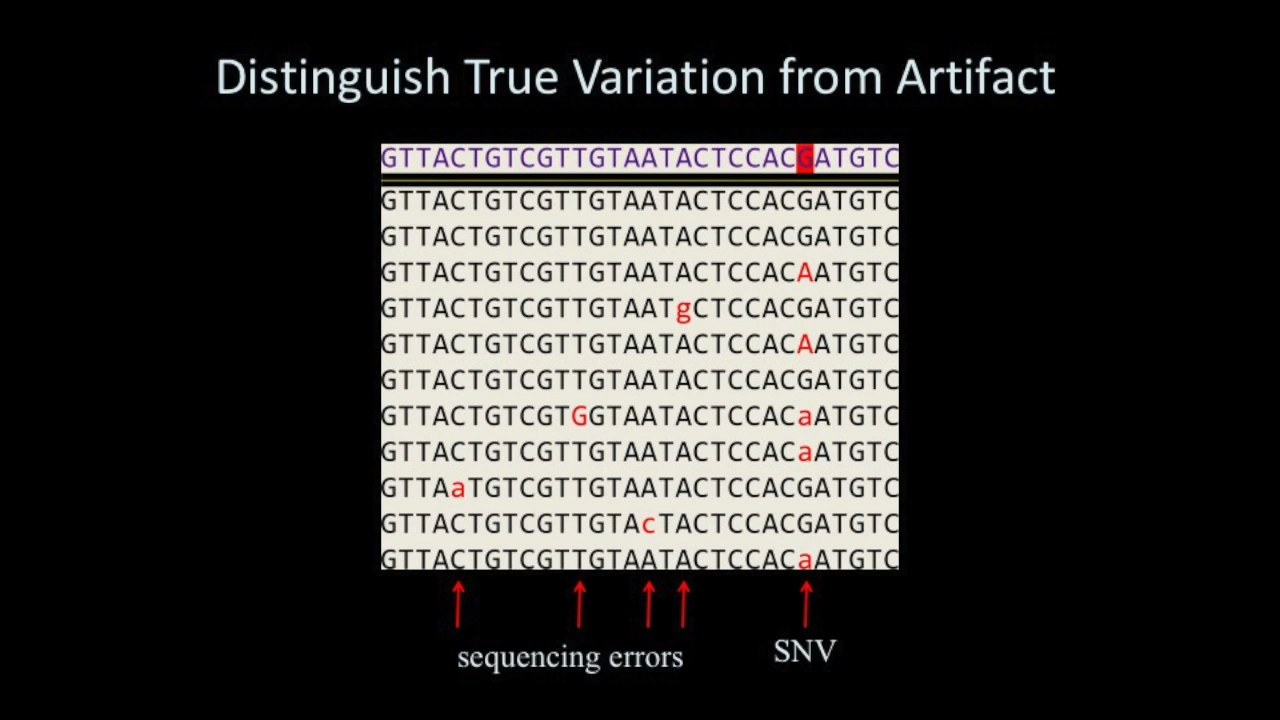 Distinguish True Variation from Artifact
GTTACTGTCGTTGTAATACTCCACGATGTC
GTTACTGTCGTTGTAATACTCCACGATGTC
GTTACTGTCGTTGTAATACTCCACGATGTC
GTTACTGTCGTTGTAATACTCCACAATGTC
GTTACTGTCGTTGTAATgCTCCACGATGTC
GTTACTGTCGTTGTAATACTCCACAATGTC
GTTACTGTCGTTGTAATACTCCACGATGTC
GTTACTGTCGTGGTAATACTCCACaATGTC
GTTACTGTCGTTGTAATACTCCACaATGTC
GTTAaTGTCGTTGTAATACTCCACGATGTC
GTTACTGTCGTTGTAcTACTCCACGATGTC
GTTACTGTCGTTGTAATACTCCACaATGTC
sequencing errors
SNV